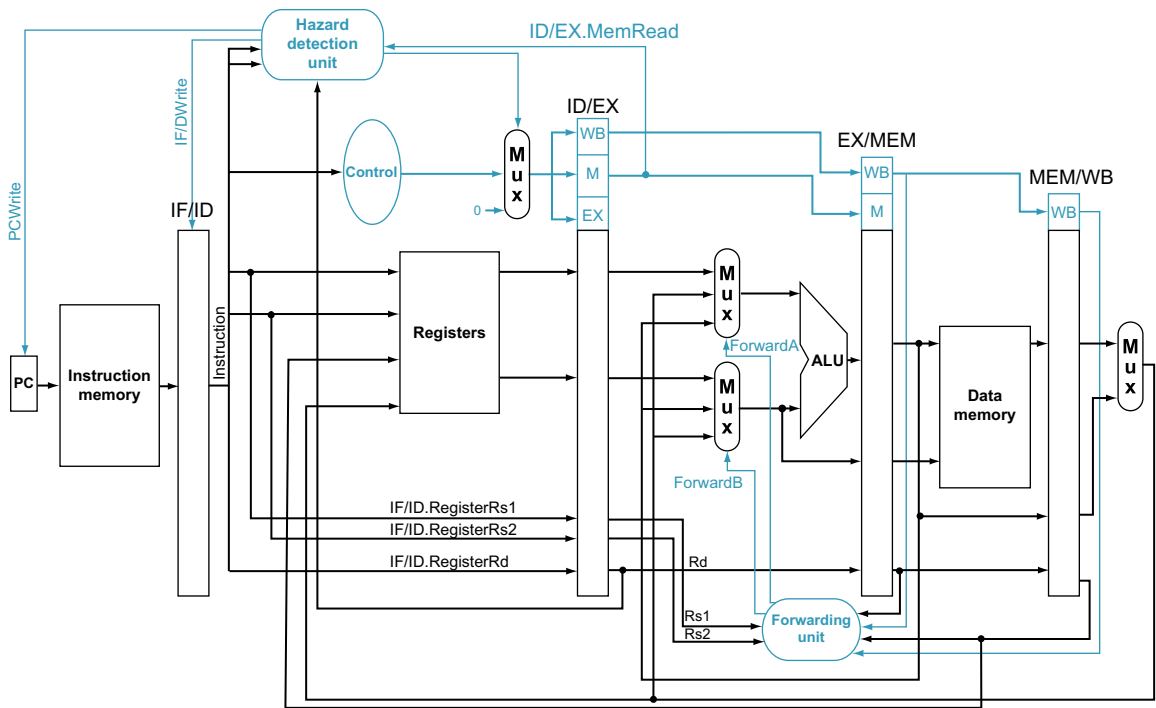 Hazard
detection
unit
ID/EX.MemRead
IF/DWrite
PCWrite
ID/EX
EX/MEM
MEM/WB
IF/ID
Control
M
u
x
0
WB
M
EX
WB
M
WB
PC
Instruction
memory
Instruction
Registers
M
u
x
ForwardA
M
u
x
ForwardB
ALU
Data
memory
M
u
x
IF/ID.RegisterRs1
IF/ID.RegisterRs2
IF/ID.RegisterRd
Rd
Rs1
Rs2
Forwarding
unit